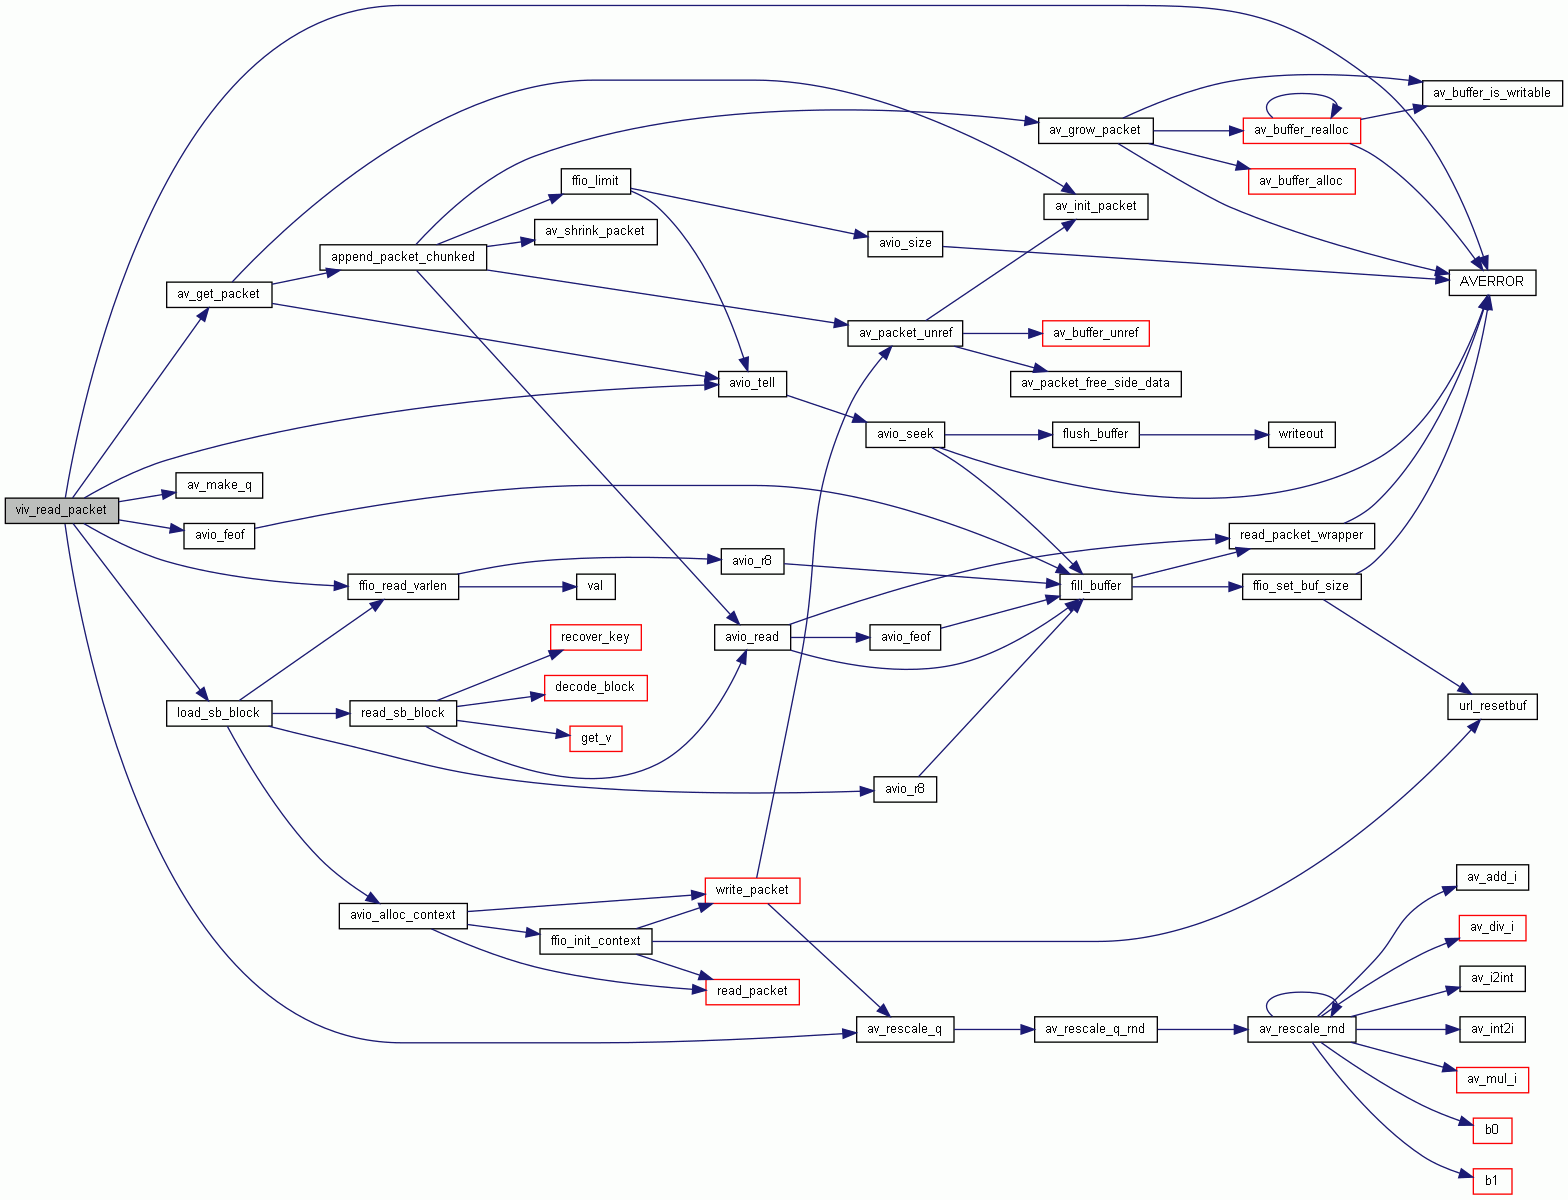 av_buffer_is_writable
av_grow_packet
av_buffer_realloc
ffio_limit
av_buffer_alloc
av_init_packet
av_shrink_packet
avio_size
append_packet_chunked
AVERROR
av_get_packet
av_packet_unref
av_buffer_unref
avio_tell
av_packet_free_side_data
avio_seek
flush_buffer
writeout
av_make_q
viv_read_packet
avio_feof
read_packet_wrapper
avio_r8
ffio_read_varlen
val
fill_buffer
ffio_set_buf_size
recover_key
avio_read
avio_feof
decode_block
load_sb_block
read_sb_block
url_resetbuf
get_v
avio_r8
av_add_i
write_packet
avio_alloc_context
av_div_i
ffio_init_context
av_i2int
read_packet
av_rescale_q
av_rescale_q_rnd
av_rescale_rnd
av_int2i
av_mul_i
b0
b1